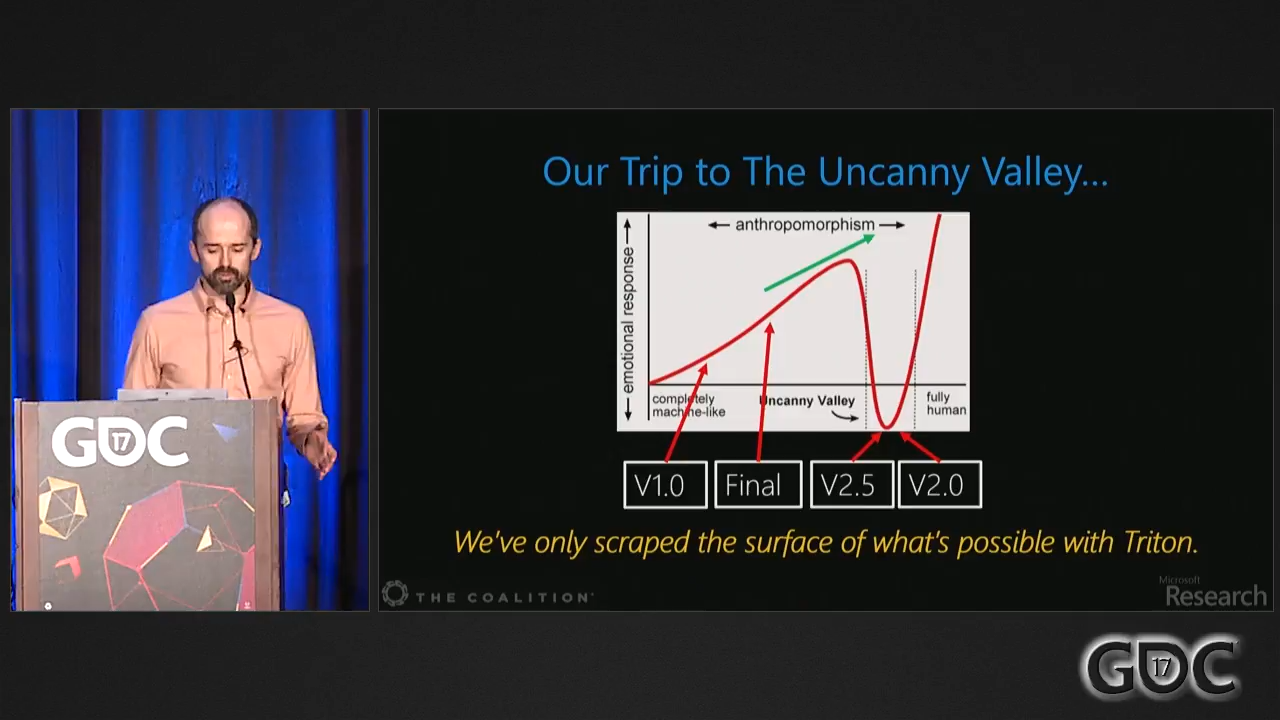 GDC
17
Our Trip to The Uncanny Valley...
anthropomorphism
emotional response
completely
machine-like
Uncanny Valley
fully
human
V1.0
Final
V2.5
V2.0
We've only scraped the surface of what's possible with Triton.
THE COALITION
Microsoft
Research
GDC
17